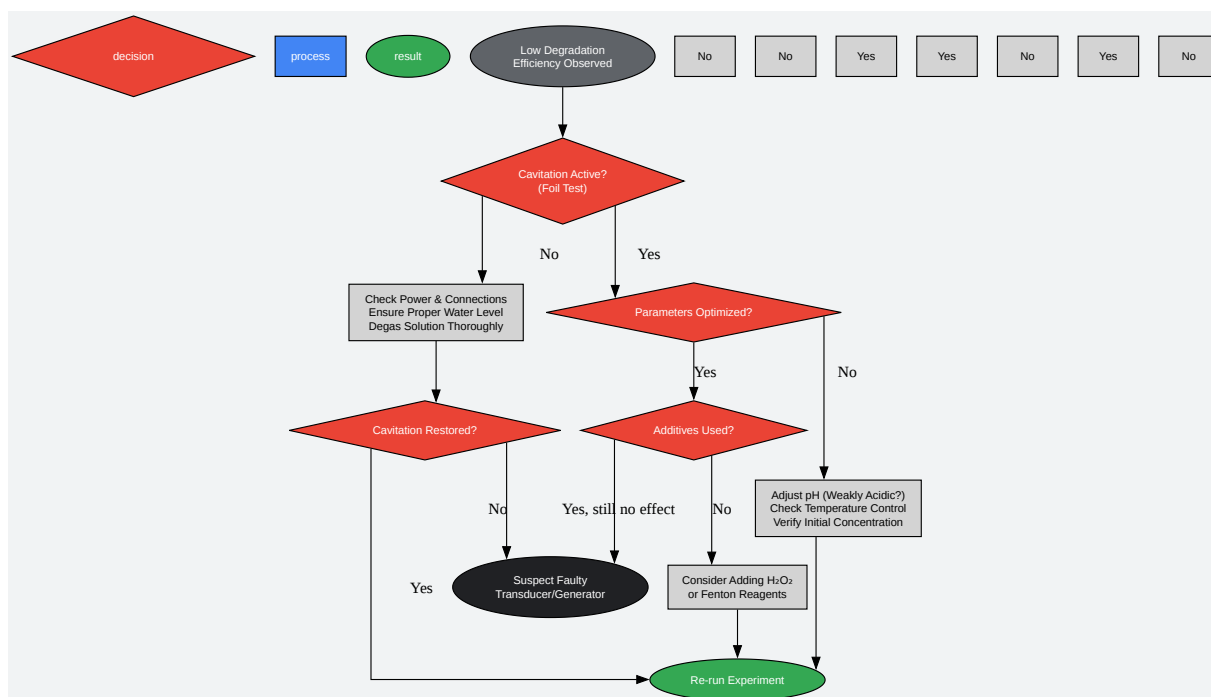 decision
process
result
Low Degradation
Efficiency Observed
No
No
Yes
Yes
No
Yes
No
Cavitation Active?
(Foil Test)
No
Yes
Check Power & Connections
Ensure Proper Water Level
Degas Solution Thoroughly
Parameters Optimized?
Yes
No
Cavitation Restored?
Additives Used?
No
Yes, still no effect
No
Adjust pH (Weakly Acidic?)
Check Temperature Control
Verify Initial Concentration
Yes
Suspect Faulty
Transducer/Generator
Consider Adding H₂O₂
or Fenton Reagents
Re-run Experiment